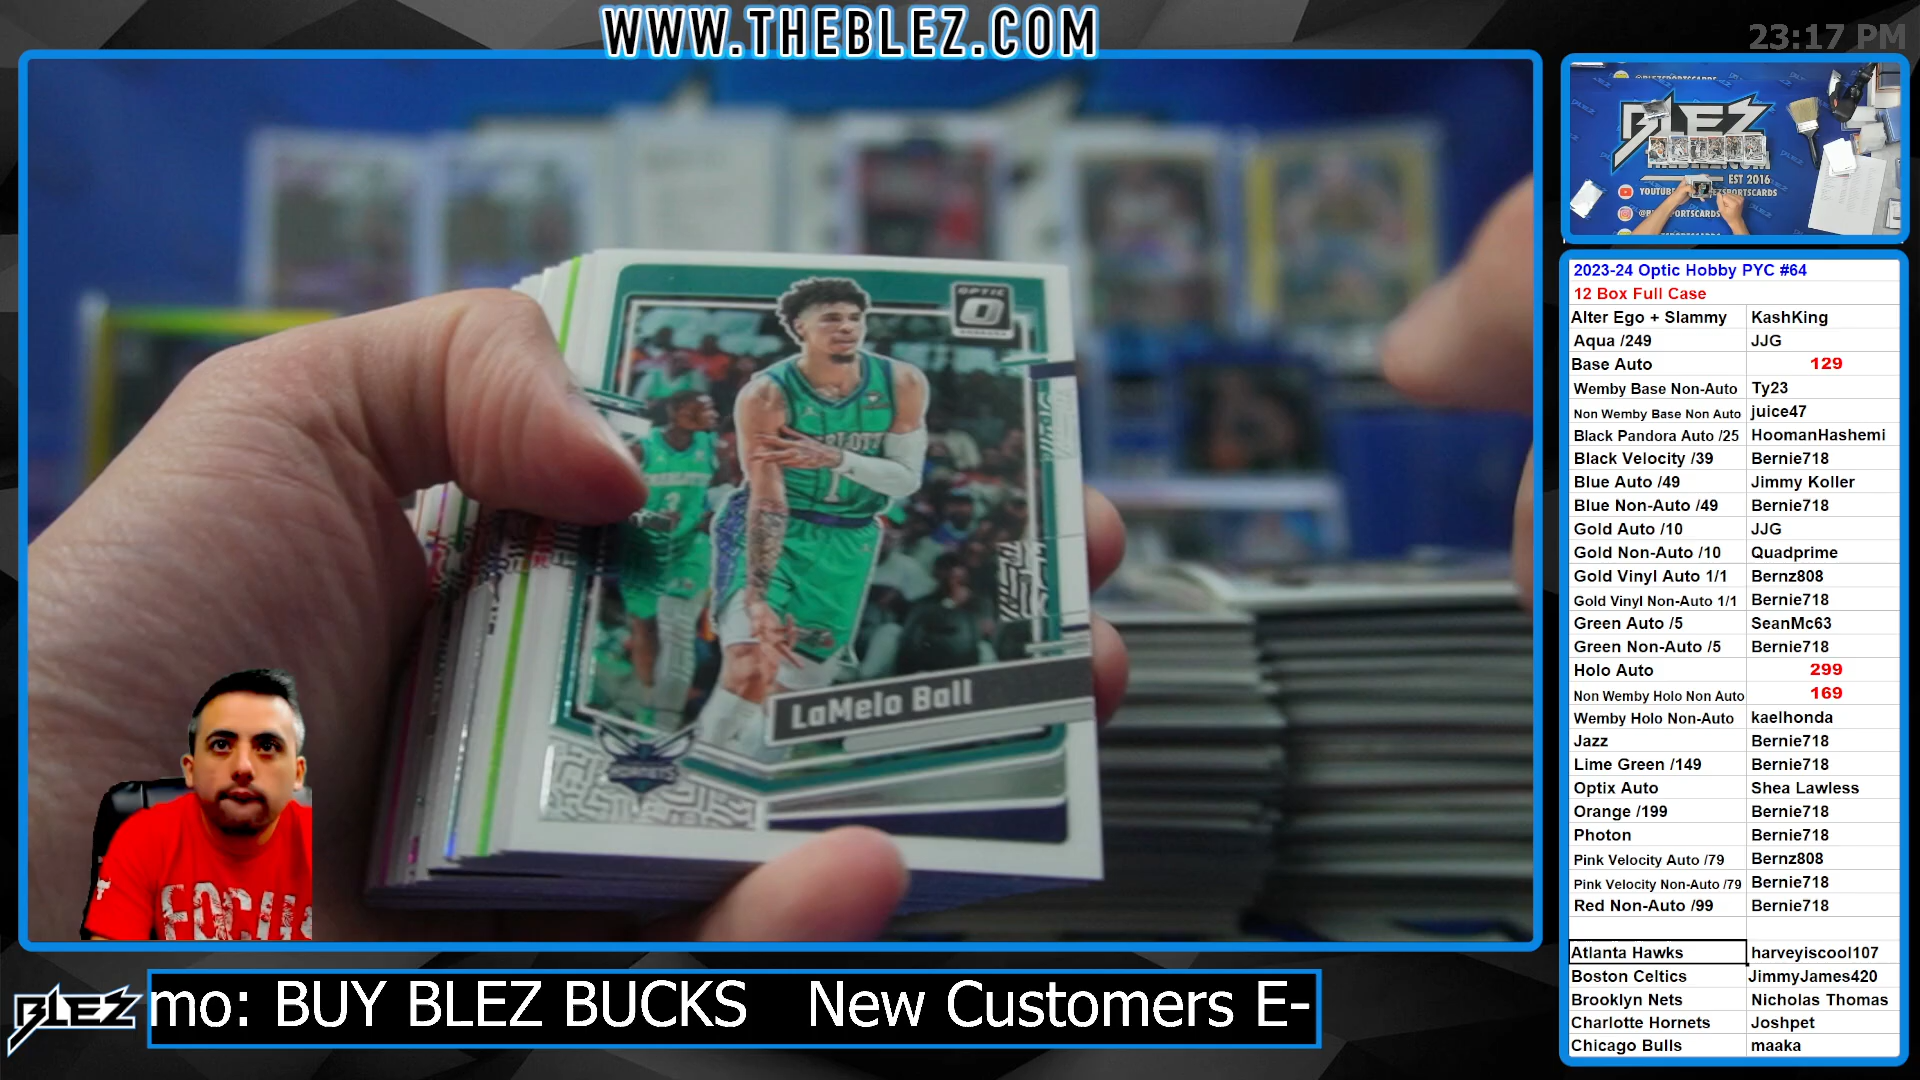 WWW.THEBLEZ.COM
23:17 PM
BLEZ
EST 2016
OPTIC
LaMelo Ball
1
3
FOCUS
2023-24 Optic Hobby PYC #64
12 Box Full Case
Alter Ego + Slammy KashKing
Aqua /249 JJG
Base Auto 129
Wemby Base Non-Auto Ty23
Non Wemby Base Non Auto juice47
Black Pandora Auto /25 HoomanHashemi
Black Velocity /39 Bernie718
Blue Auto /49 Jimmy Koller
Blue Non-Auto /49 Bernie718
Gold Auto /10 JJG
Gold Non-Auto /10 Quadprime
Gold Vinyl Auto 1/1 Bernz808
Gold Vinyl Non-Auto 1/1 Bernie718
Green Auto /5 SeanMc63
Green Non-Auto /5 Bernie718
Holo Auto 299
Non Wemby Holo Non Auto 169
Wemby Holo Non-Auto kaelhonda
Jazz Bernie718
Lime Green /149 Bernie718
Optix Auto Shea Lawless
Orange /199 Bernie718
Photon Bernie718
Pink Velocity Auto /79 Bernz808
Pink Velocity Non-Auto /79 Bernie718
Red Non-Auto /99 Bernie718
Atlanta Hawks harveyiscool107
Boston Celtics JimmyJames420
Brooklyn Nets Nicholas Thomas
Charlotte Hornets Joshpet
Chicago Bulls maaka
BLEZ
mo: BUY BLEZ BUCKS New Customers E-